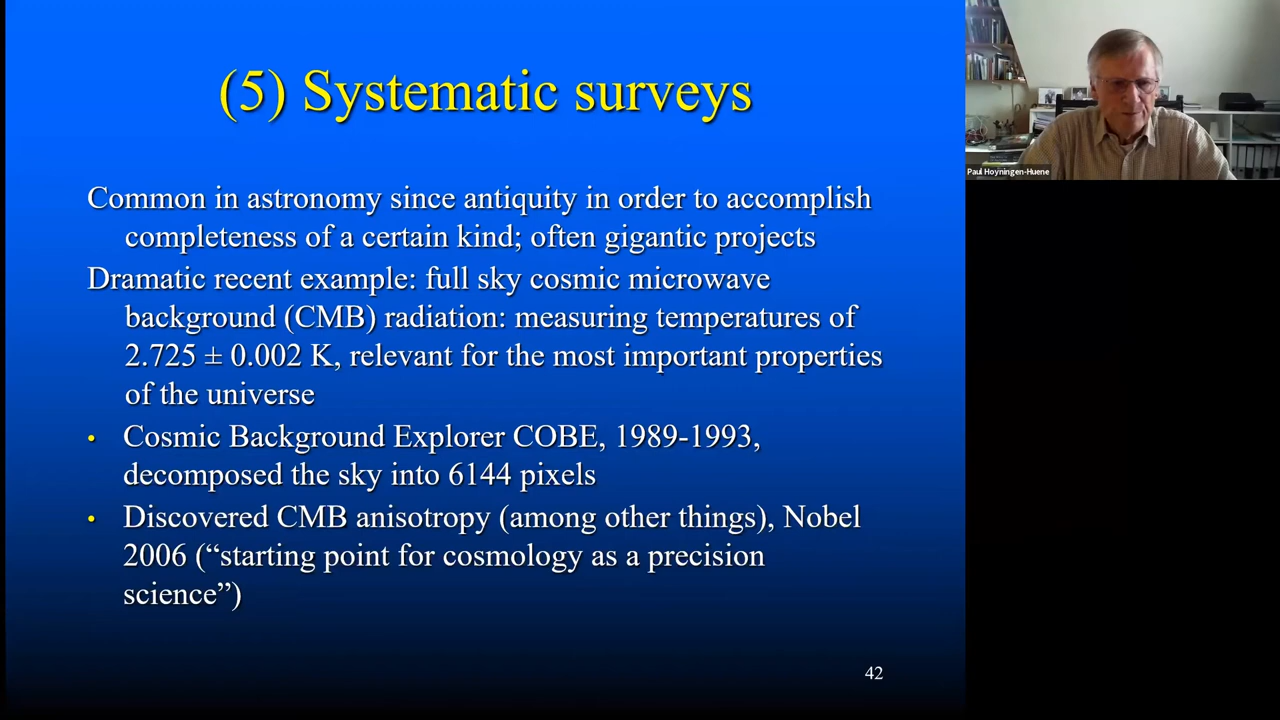 (5) Systematic surveys
Common in astronomy since antiquity in order to accomplish
completeness of a certain kind; often gigantic projects
Dramatic recent example: full sky cosmic microwave
background (CMB) radiation: measuring temperatures of
2.725 ± 0.002 K, relevant for the most important properties
of the universe
• Cosmic Background Explorer COBE, 1989-1993,
decomposed the sky into 6144 pixels
• Discovered CMB anisotropy (among other things), Nobel
2006 (“starting point for cosmology as a precision
science”)
42
Paul Hoyningen-Huene